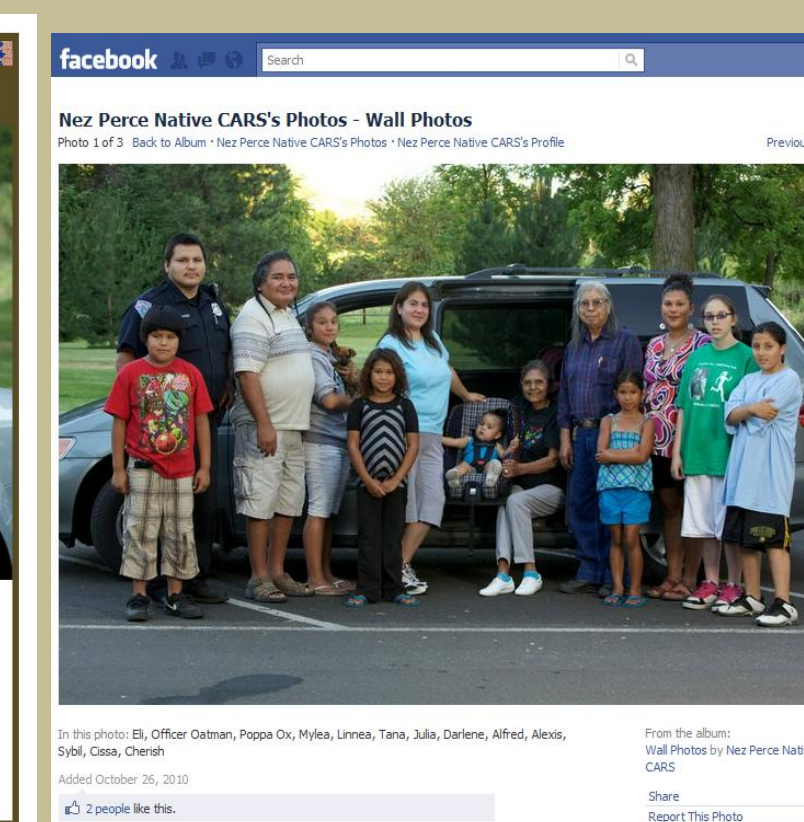 facebook Search
Nez Perce Native CARS's Photos - Wall Photos
Photo 1 of 3 Back to Album · Nez Perce Native CARS's Photos · Nez Perce Native CARS's Profile
In this photo: Eli, Officer Oatman, Poppa Ox, Mylea, Linnea, Tana, Julia, Darlene, Alfred, Alexis,
Sybil, Cissa, Cherish
Added October 26, 2010
2 people like this.
From the album:
Wall Photos by Nez Perce Nati
CARS
Share
Report This Photo